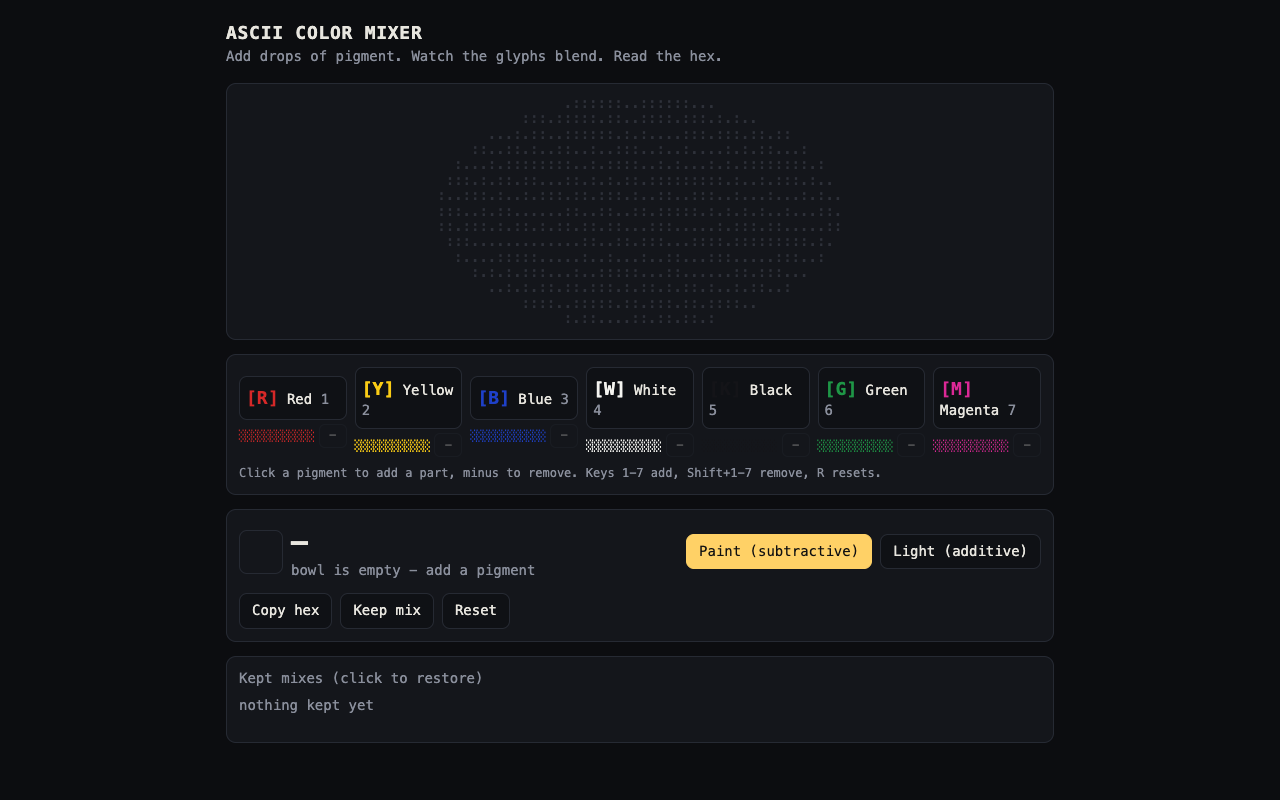 ASCII COLOR MIXER
Add drops of pigment. Watch the glyphs blend. Read the hex.
[R] Red 1
[Y] Yellow 2
[B] Blue 3
[W] White 4
Black 5
[G] Green 6
[M] Magenta 7
Click a pigment to add a part, minus to remove. Keys 1–7 add, Shift+1–7 remove, R resets.
—
bowl is empty — add a pigment
Paint (subtractive)
Light (additive)
Copy hex
Keep mix
Reset
Kept mixes (click to restore)
nothing kept yet